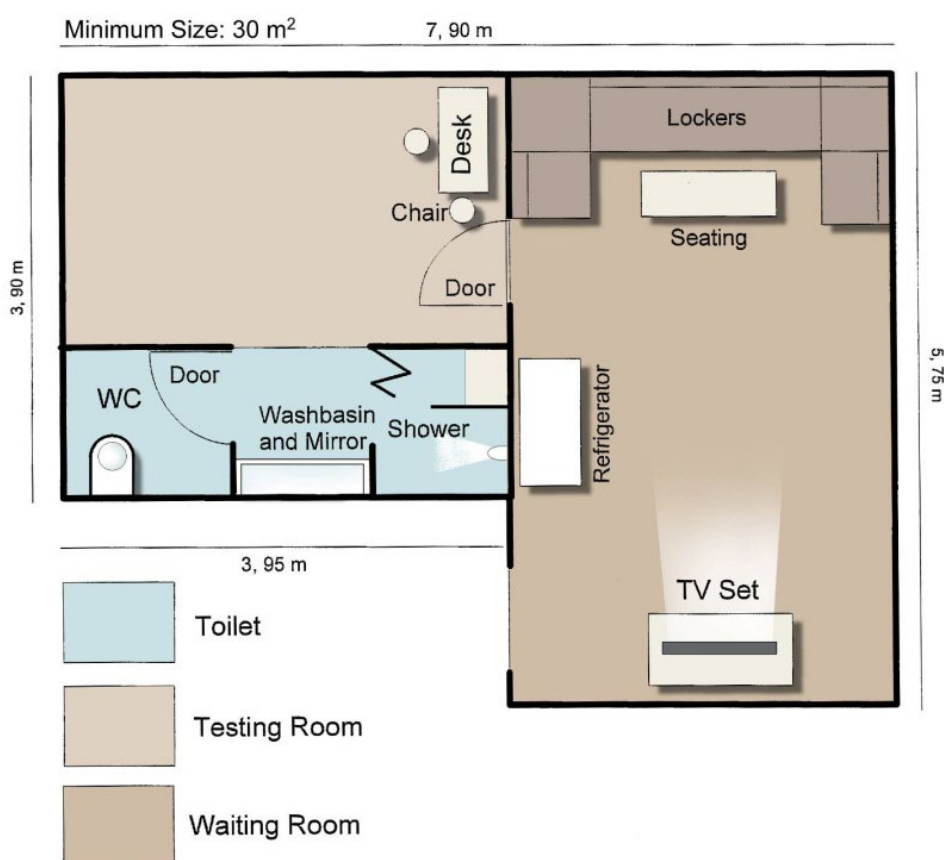 Minimum Size: 30 m²
7, 90 m
Lockers
Desk
Chair
Seating
Door
3, 90 m
5, 75 m
Door
WC
Washbasin
and Mirror
Shower
Refrigerator
3, 95 m
TV Set
Toilet
Testing Room
Waiting Room